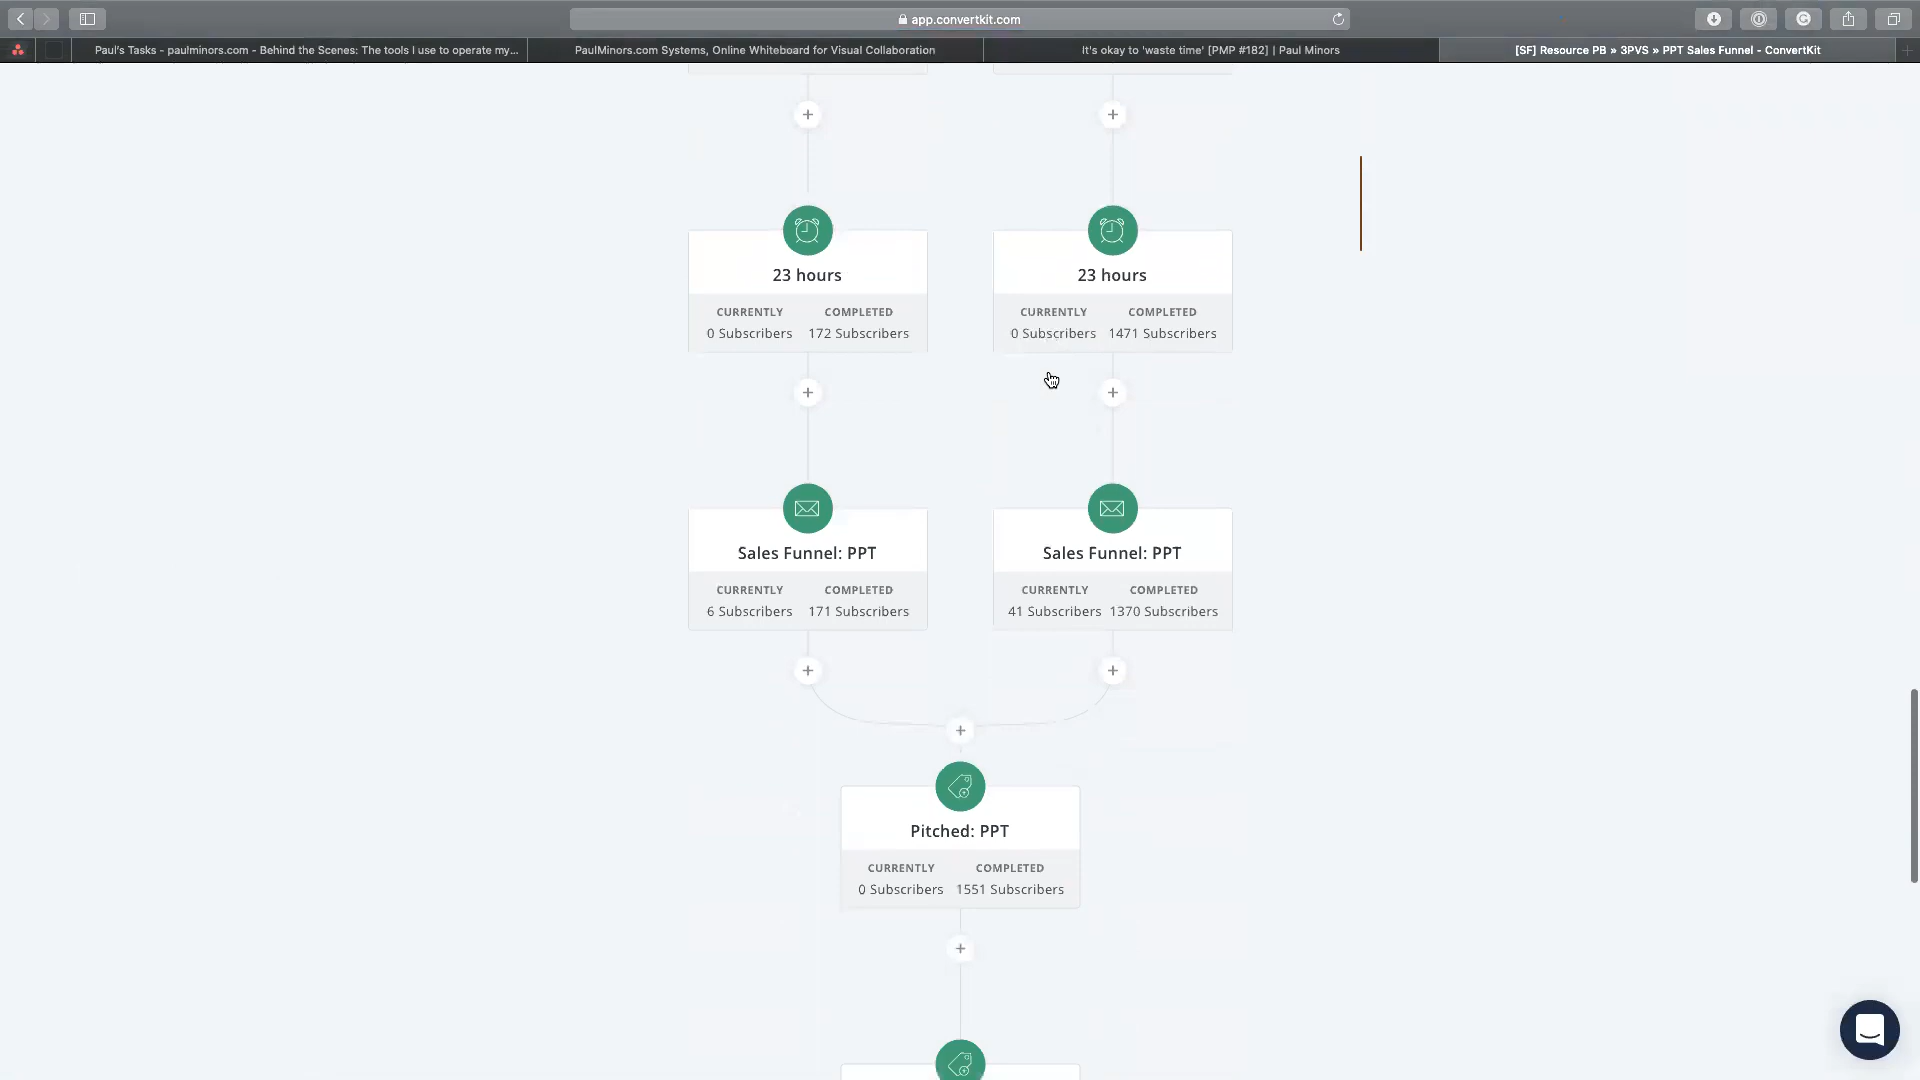 app.convertkit.com
Paul's Tasks - paulminors.com - Behind the Scenes: The tools I use to operate my...
PaulMinors.com Systems, Online Whiteboard for Visual Collaboration
It's okay to 'waste time' [PMP #182] | Paul Minors
[SF] Resource PB » 3PVS » PPT Sales Funnel - ConvertKit
23 hours
CURRENTLY COMPLETED
0 Subscribers 172 Subscribers
23 hours
CURRENTLY COMPLETED
0 Subscribers 1471 Subscribers
Sales Funnel: PPT
CURRENTLY COMPLETED
6 Subscribers 171 Subscribers
Sales Funnel: PPT
CURRENTLY COMPLETED
41 Subscribers 1370 Subscribers
Pitched: PPT
CURRENTLY COMPLETED
0 Subscribers 1551 Subscribers